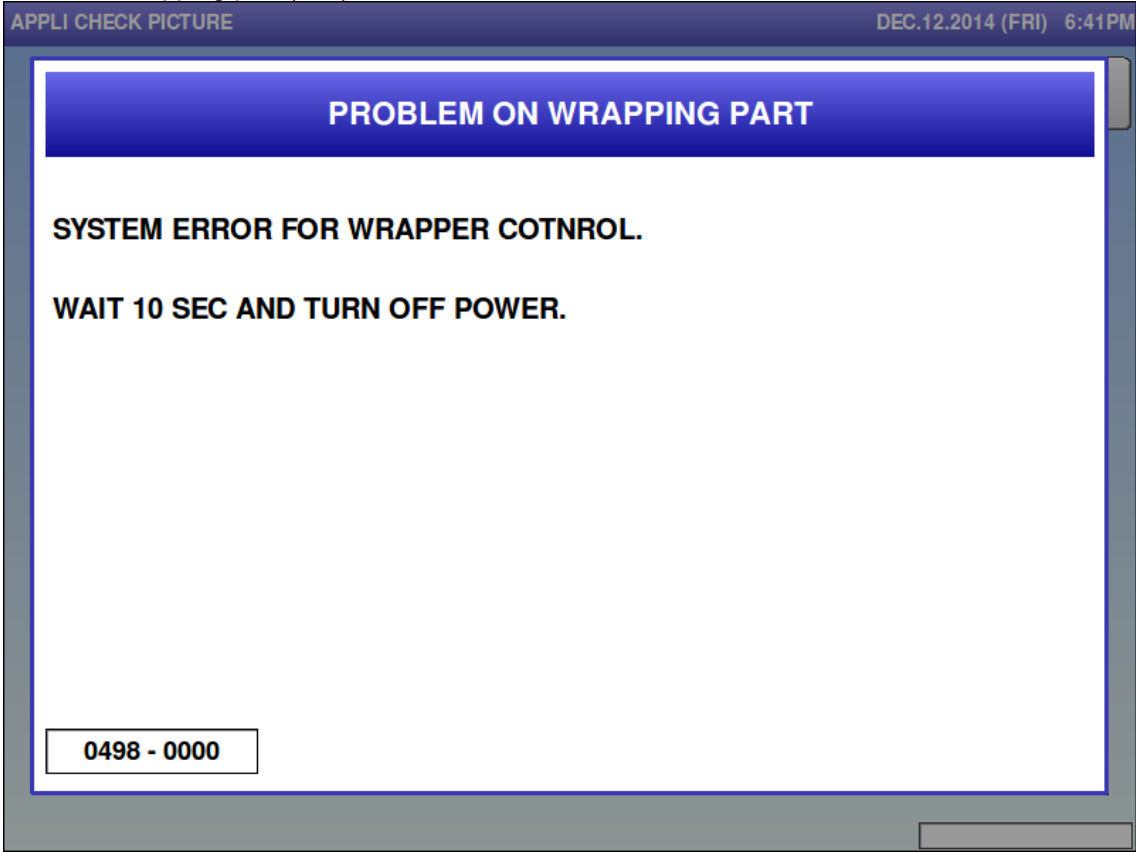 APPLI CHECK PICTURE DEC.12.2014 (FRI) 6:41PM
PROBLEM ON WRAPPING PART
SYSTEM ERROR FOR WRAPPER COTNROL.
WAIT 10 SEC AND TURN OFF POWER.
0498 - 0000